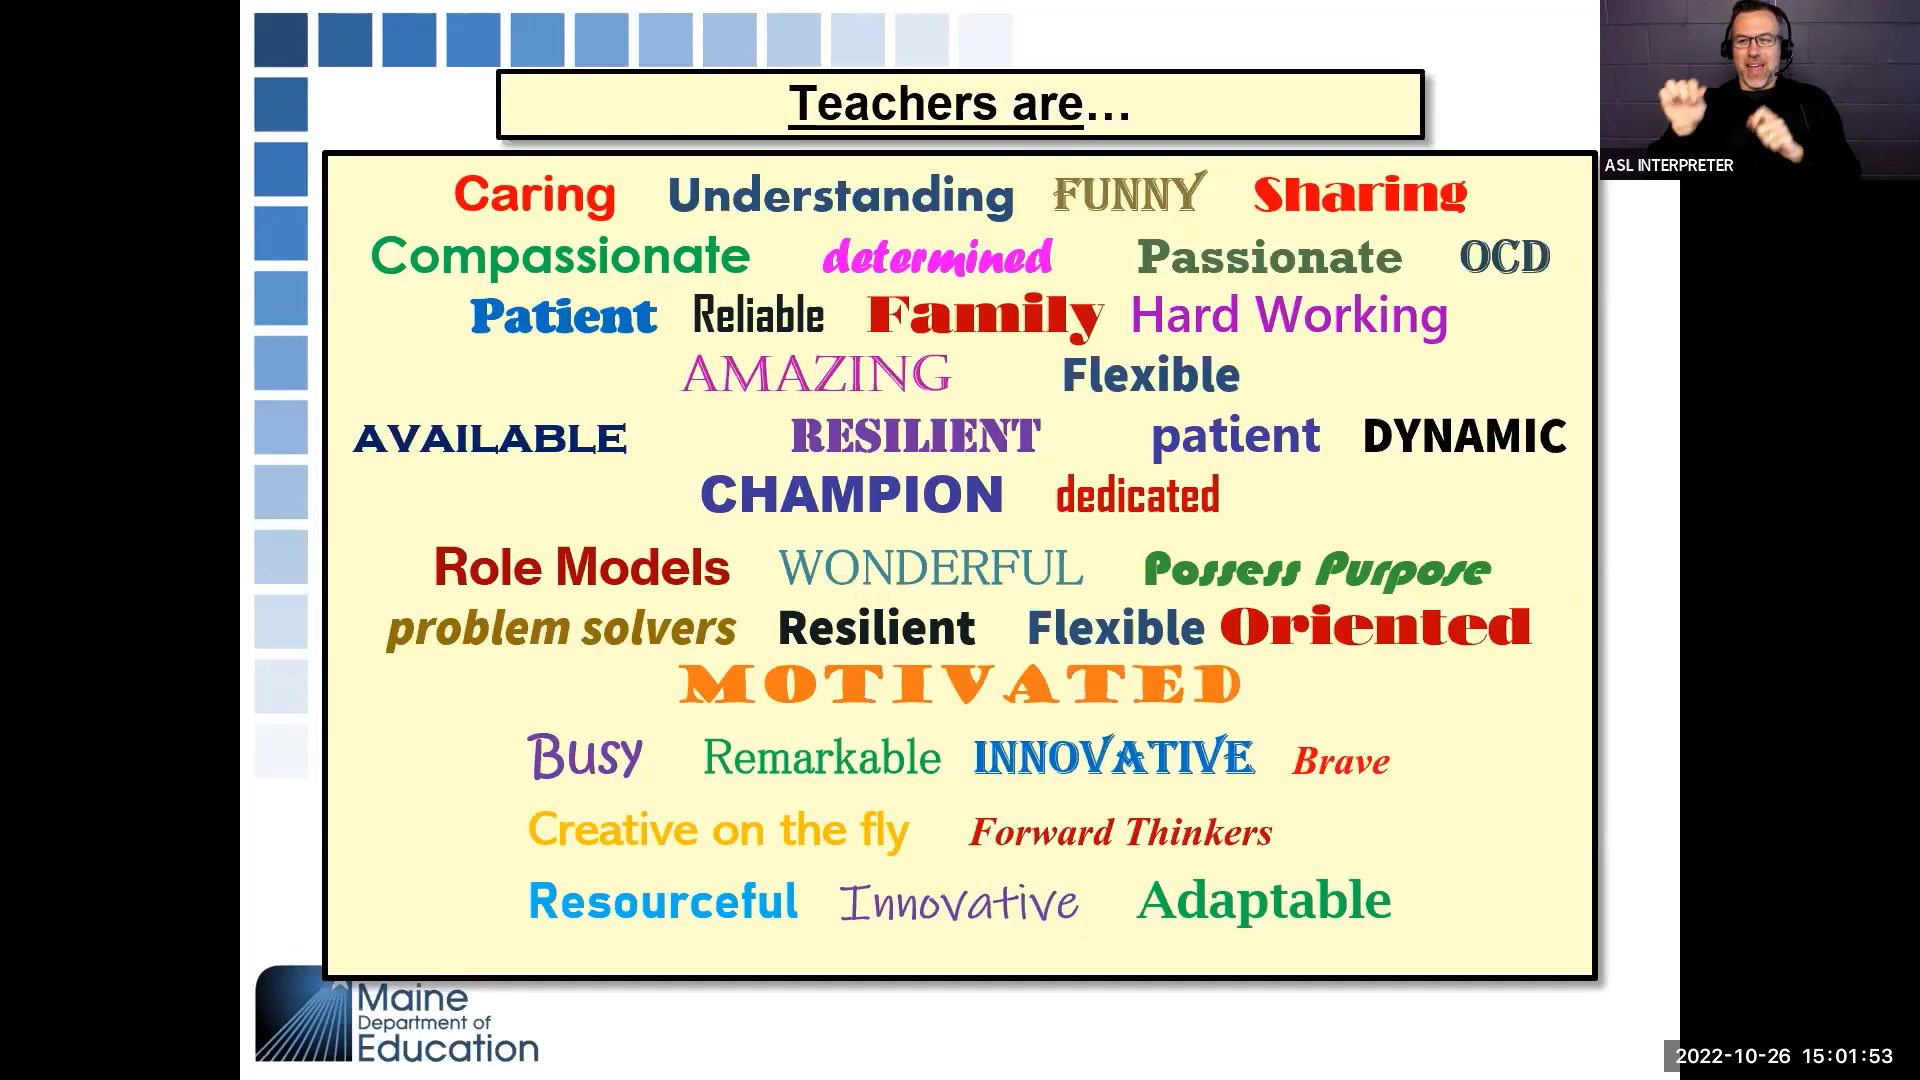 Teachers are...
ASL INTERPRETER
Caring Understanding FUNNY Sharing
Compassionate determined Passionate OCD
Patient Reliable Family Hard Working
AMAZING Flexible
AVAILABLE RESILIENT patient DYNAMIC
CHAMPION dedicated
Role Models WONDERFUL Possess Purpose
problem solvers Resilient Flexible Oriented
MOTIVATED
Busy Remarkable INNOVATIVE Brave
Creative on the fly Forward Thinkers
Resourceful Innovative Adaptable
Maine
Department of
Education
2022-10-26 15:01:53